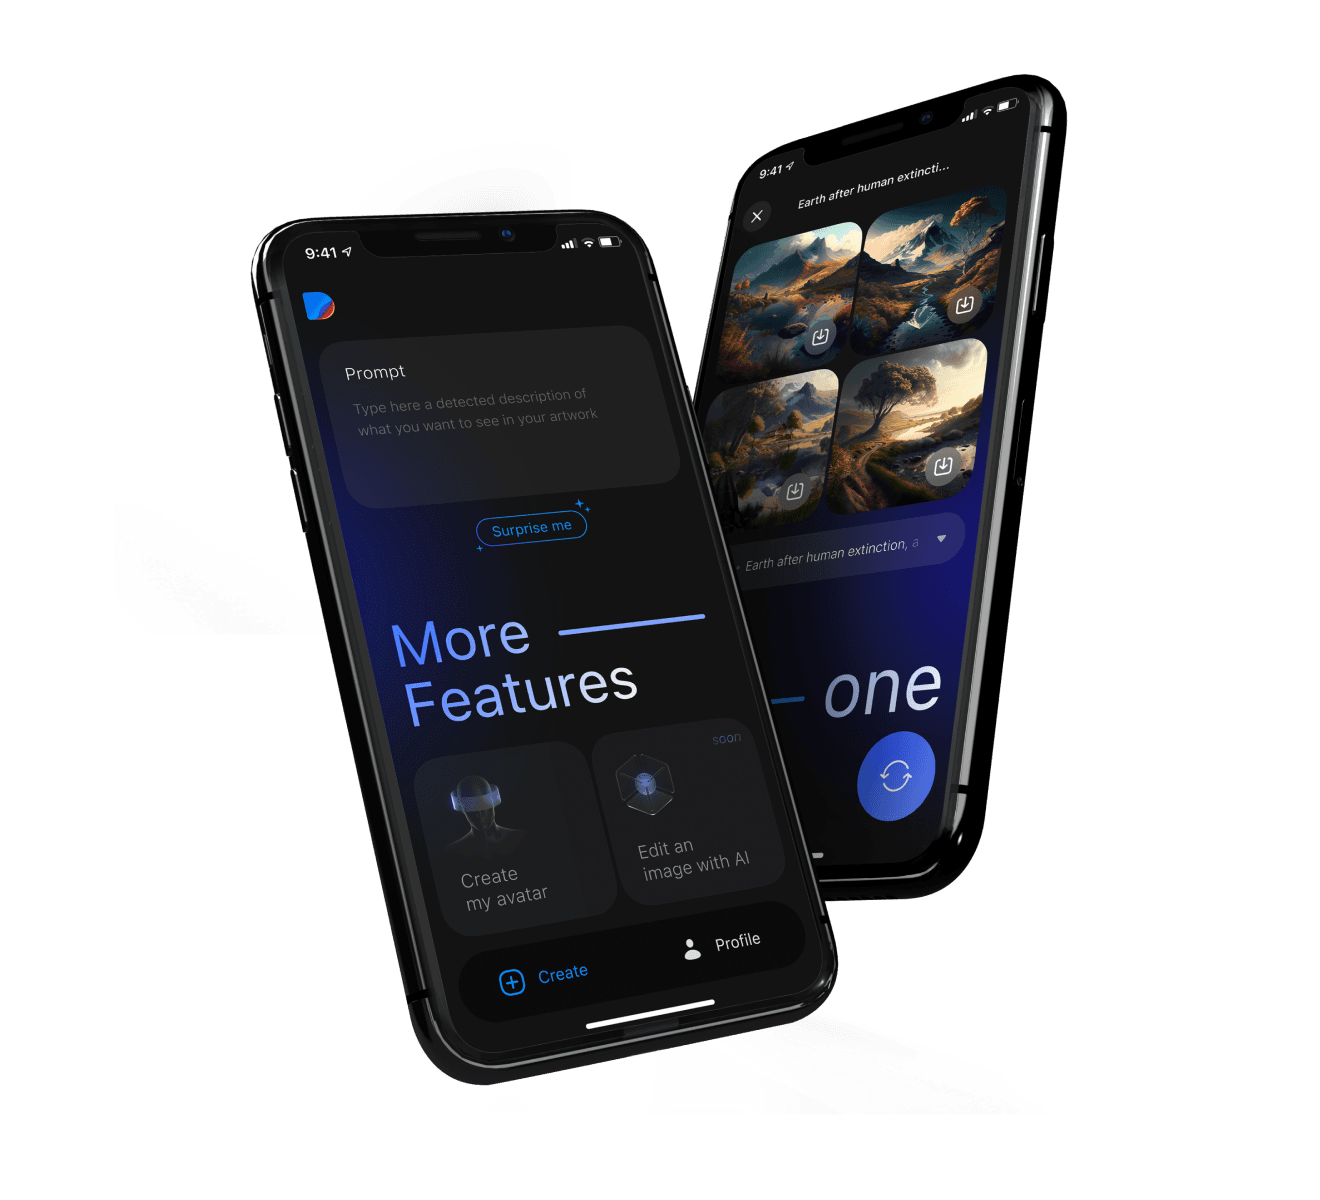 9:41
Prompt
Type here a detected description of
what you want to see in your artwork
Surprise me
More
Features
Create
my avatar
soon
Edit an
image with AI
Create
Profile
9:41
Earth after human extincti...
Earth after human extinction, a
one